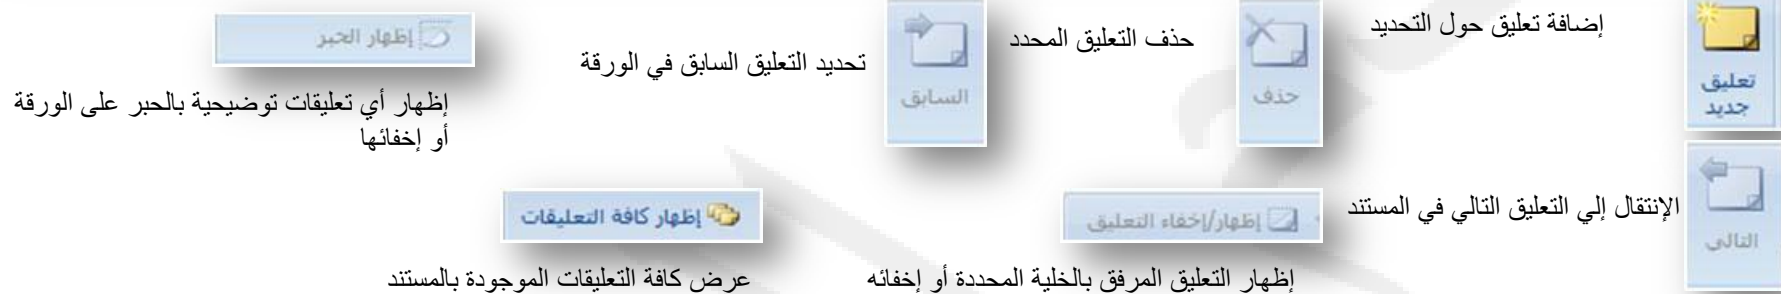 تعليق
جديد
إضافة تعليق حول التحديد
حذف
حذف التعليق المحدد
السابق
تحديد التعليق السابق في الورقة
إظهار الحبر
إظهار أي تعليقات توضيحية بالحبر على الورقة
أو إخفائها
التالي
الإنتقال إلي التعليق التالي في المستند
إظهار/إخفاء التعليق
إظهار التعليق المرفق بالخلية المحددة أو إخفائه
إظهار كافة التعليقات
عرض كافة التعليقات الموجودة بالمستند